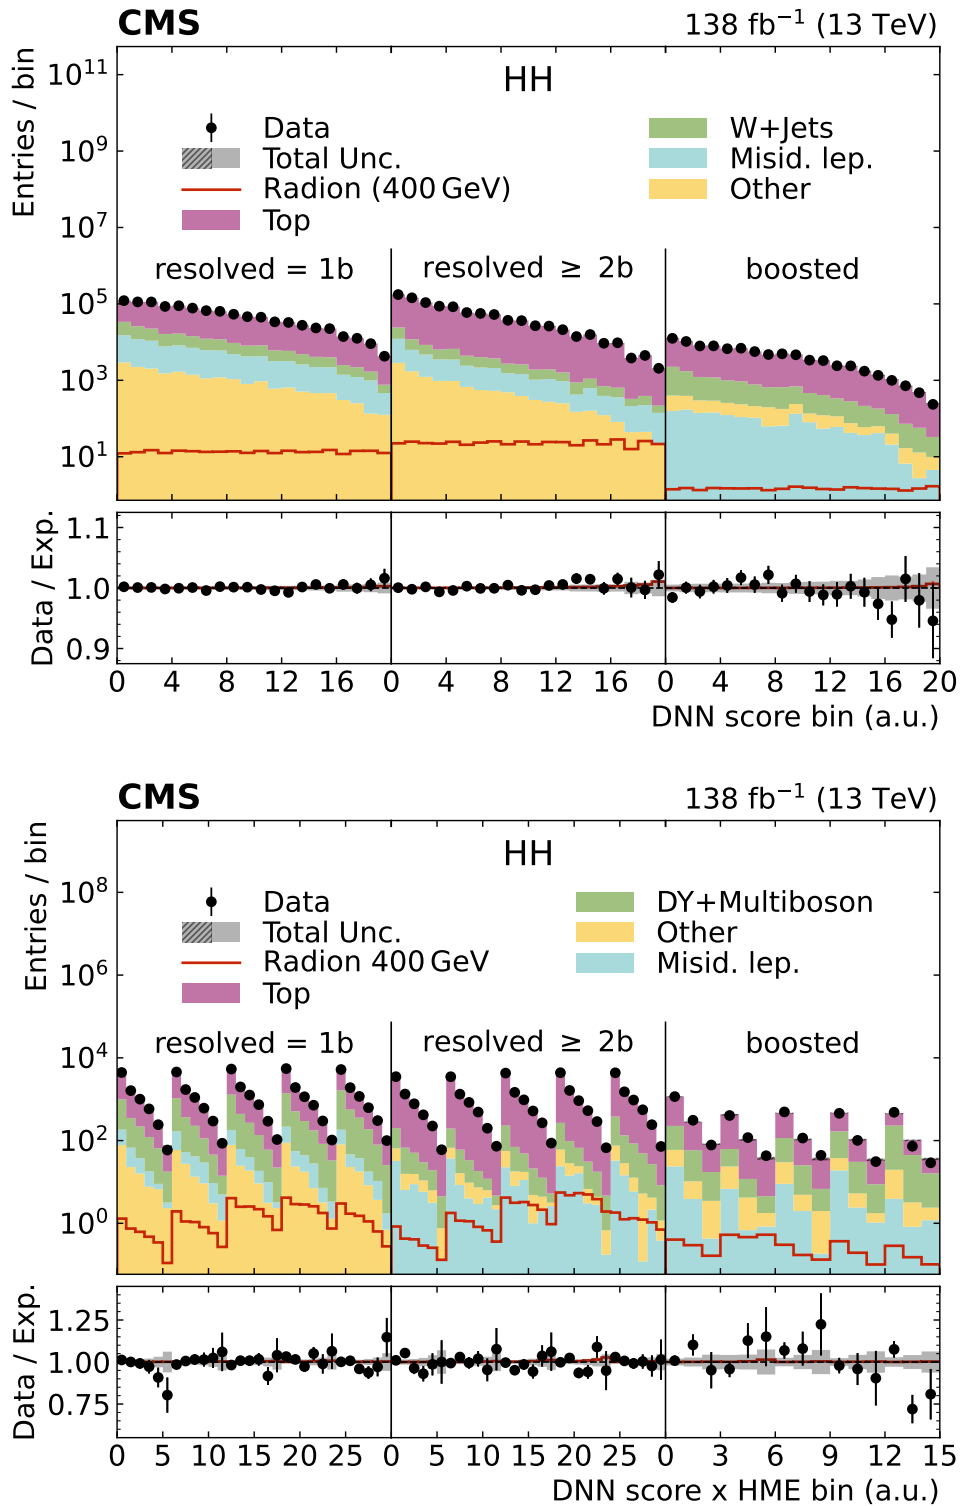 CMS 138 fb⁻¹ (13 TeV)
HH
Entries / bin
10¹¹
10⁹
10⁷
10⁵
10³
10¹
Data
Total Unc.
Radion (400 GeV)
Top
W+Jets
Misid. lep.
Other
resolved = 1b resolved ≥ 2b boosted
Data / Exp.
1.1
1.0
0.9
0 4 8 12 16 0 4 8 12 16 0 4 8 12 16 20
DNN score bin (a.u.)
CMS 138 fb⁻¹ (13 TeV)
HH
Entries / bin
10⁸
10⁶
10⁴
10²
10⁰
Data
Total Unc.
Radion 400 GeV
Top
DY+Multiboson
Other
Misid. lep.
resolved = 1b resolved ≥ 2b boosted
Data / Exp.
1.25
1.00
0.75
0 5 10 15 20 25 0 5 10 15 20 25 0 3 6 9 12 15
DNN score x HME bin (a.u.)